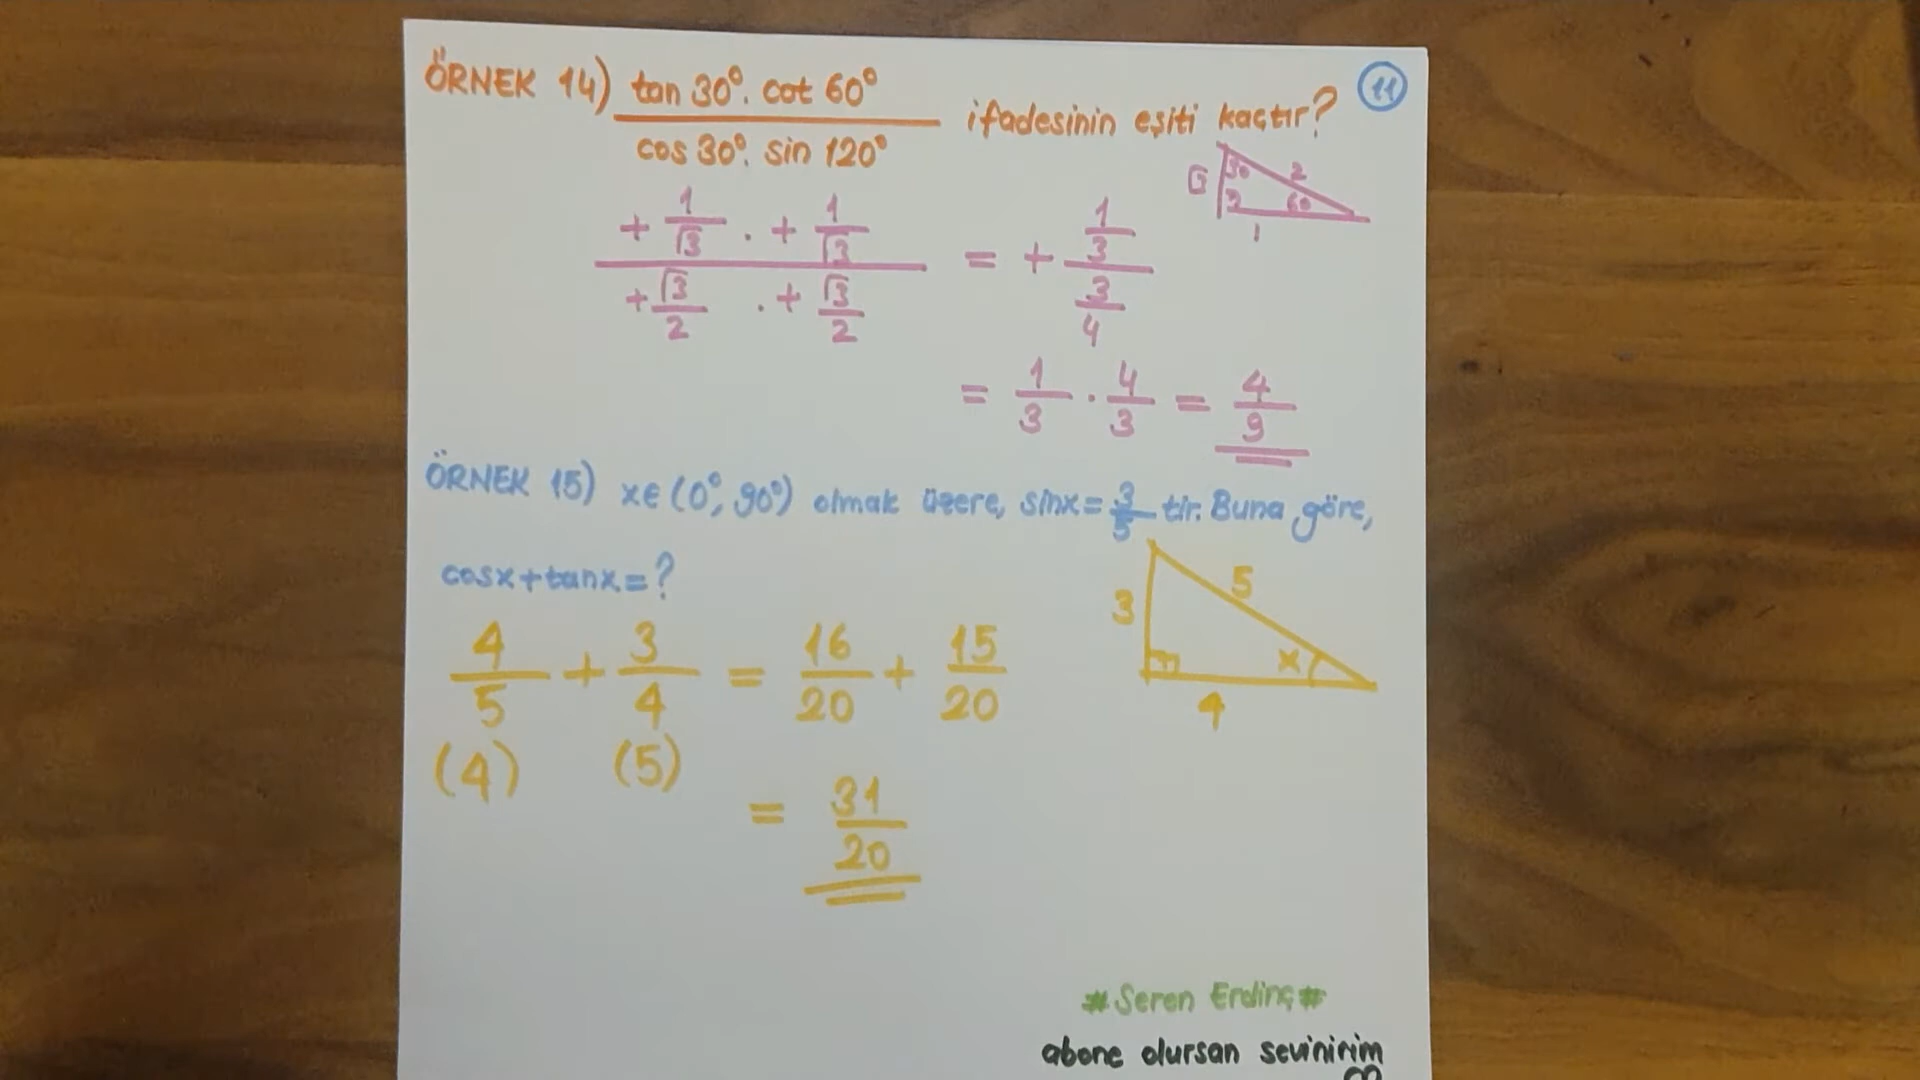 ÖRNEK 14) tan 30°. cot 60° / cos 30°. sin 120° ifadesinin eşiti kaçtır?
11
+ 1/√3 . + 1/√3 / + √3/2 . + √3/2 = + 1/3 / 3/4
√3 30 2 60 1
= 1/3 . 4/3 = 4/9
ÖRNEK 15) x∈(0°, 90°) olmak üzere, sinx = 3/5 tir. Buna göre,
cosx+tanx=?
4/5 + 3/4 = 16/20 + 15/20
(4) (5)
= 31/20
3 5 x 4
#Seren Erdinç#
abone olursan sevinirim